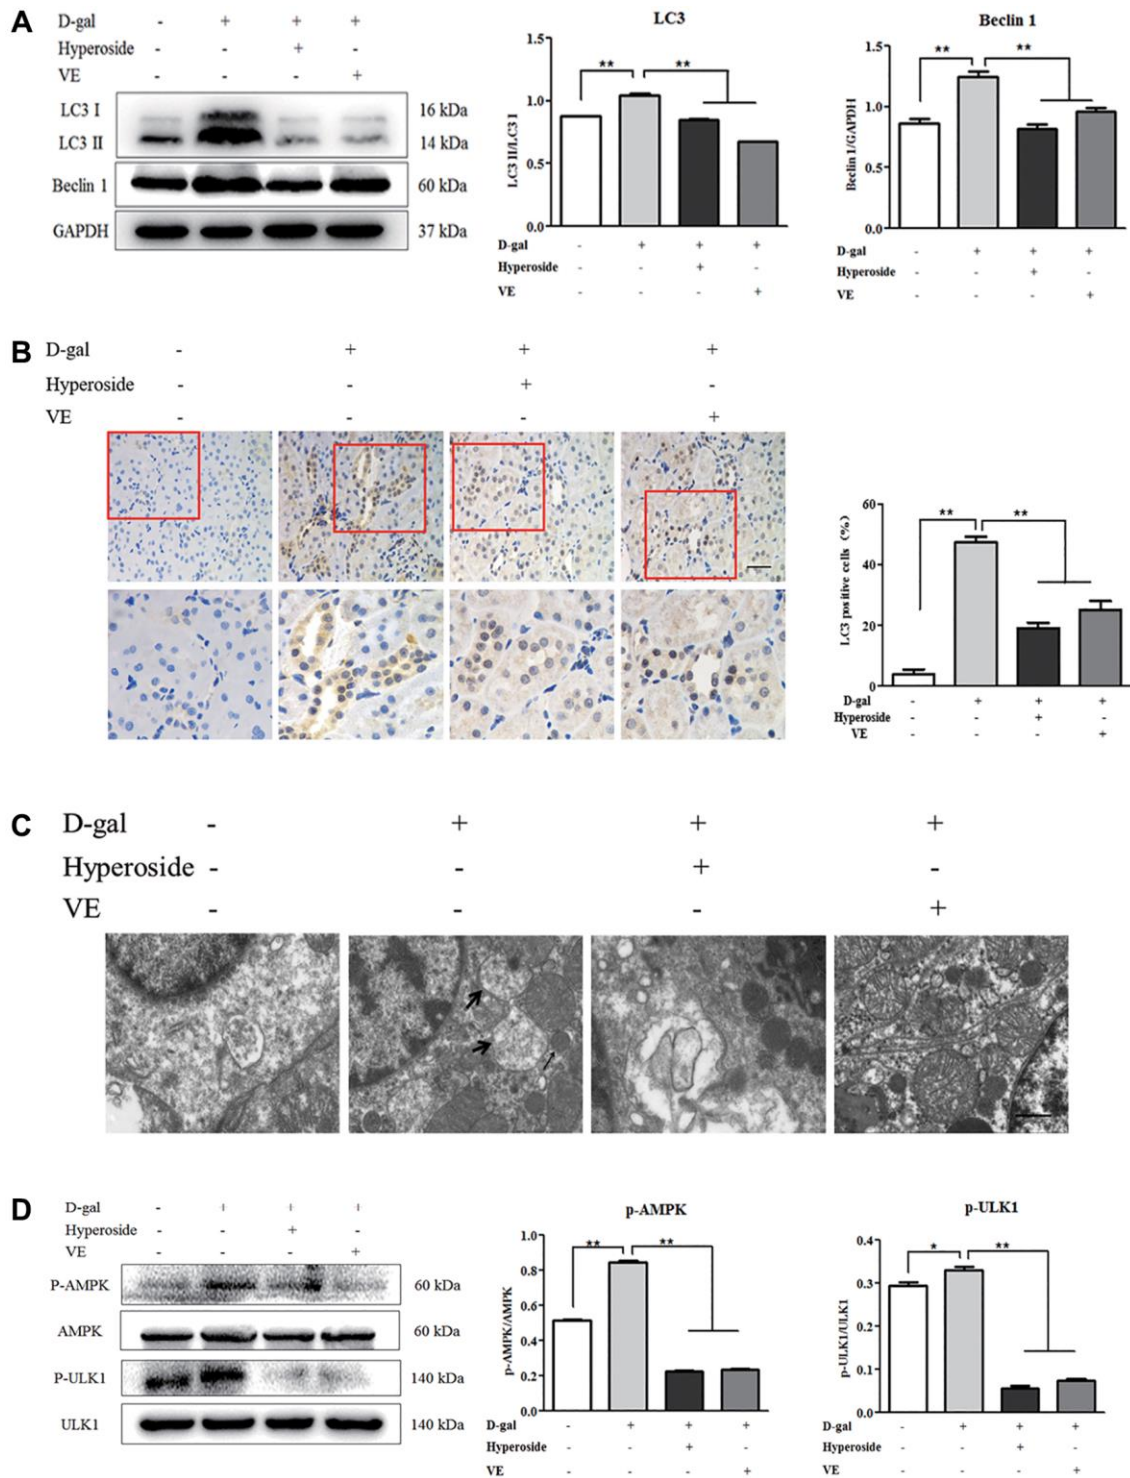 A
D-gal - + + +
Hyperoside - - + -
VE - - - +
LC3 I 16 kDa
LC3 II 14 kDa
Beclin 1 60 kDa
GAPDH 37 kDa
LC3
LC3 II/LC3 I
1.5
1.0
0.5
0.0
** **
D-gal - + + +
Hyperoside - - + -
VE - - - +
Beclin 1
Beclin 1/GAPDH
1.5
1.0
0.5
0.0
** **
D-gal - + + +
Hyperoside - - + -
VE - - - +
B
D-gal - + + +
Hyperoside - - + -
VE - - - +
LC3 positive cells (%)
60
40
20
0
** **
D-gal - + + +
Hyperoside - - + -
VE - - - +
C
D-gal - + + +
Hyperoside - - + -
VE - - - +
D
D-gal - + + +
Hyperoside - - + -
VE - - - +
P-AMPK 60 kDa
AMPK 60 kDa
P-ULK1 140 kDa
ULK1 140 kDa
p-AMPK
p-AMPK/AMPK
1.0
0.8
0.6
0.4
0.2
0.0
** **
D-gal - + + +
Hyperoside - - + -
VE - - - +
p-ULK1
p-ULK1/ULK1
0.4
0.3
0.2
0.1
0.0
* **
D-gal - + + +
Hyperoside - - + -
VE - - - +